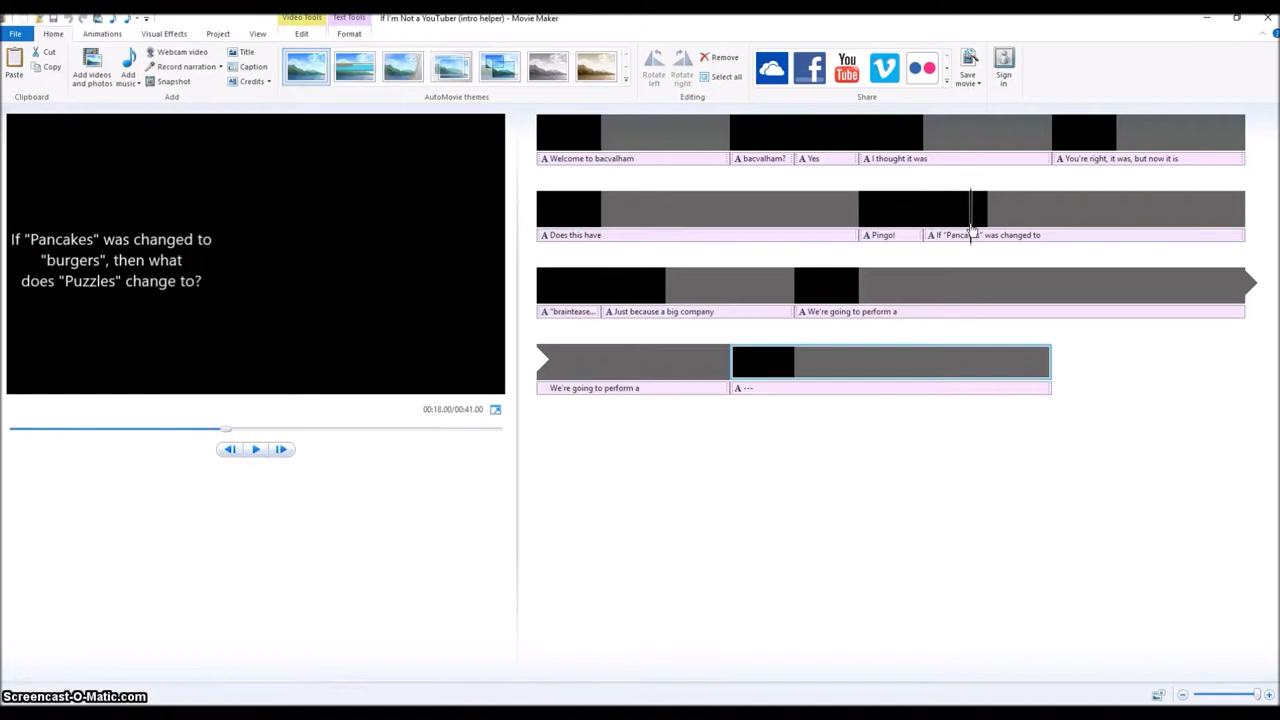 Video Tools Text Tools If I'm Not a YouTuber (intro helper) - Movie Maker
File Home Animations Visual Effects Project View Edit Format
Paste
Cut
Copy
Clipboard
Add videos and photos
Add music
Webcam video
Record narration
Snapshot
Title
Caption
Credits
Add
AutoMovie themes
Rotate left
Rotate right
Remove
Select all
Editing
You Tube
Share
Save movie
Sign in
If "Pancakes" was changed to
"burgers", then what
does "Puzzles" change to?
00:18.00/00:41.00
A Welcome to bacvalham A bacvalham? A Yes A I thought it was A You're right, it was, but now it is
A Does this have A Pingo! A If "Pancakes" was changed to
A "braintease... A Just because a big company A We're going to perform a
We're going to perform a A ---
Screencast-O-Matic.com